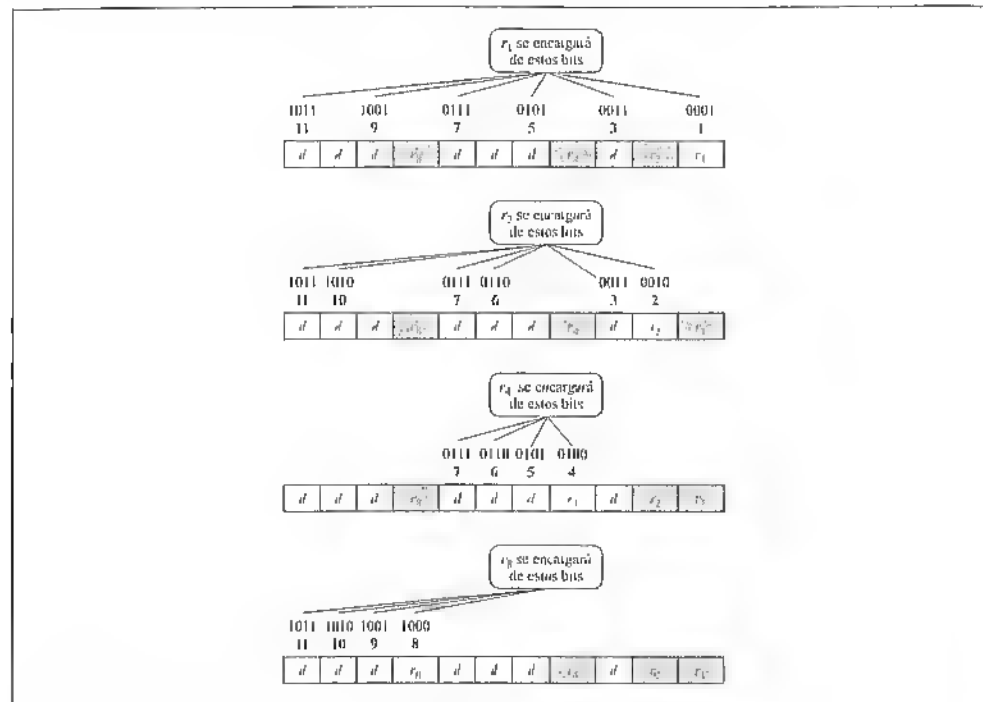 r₁ se encargará
de estos bits
1011 1001 0111 0101 0011 0001
11 9 7 5 3 1
d d d r₈ d d d r₄ d r₂ r₁
r₂ se encargará
de estos bits
1011 1010 0111 0110 0011 0010
11 10 7 6 3 2
d d d r₈ d d d r₄ d r₂ r₁
r₄ se encargará
de estos bits
0111 0110 0101 0100
7 6 5 4
d d d r₈ d d d d r₂
r₈ se encargará
de estos bits
1011 1010 1001 1000
11 10 9 8
d d d r₈ d d d r₄ d r₂ r₁